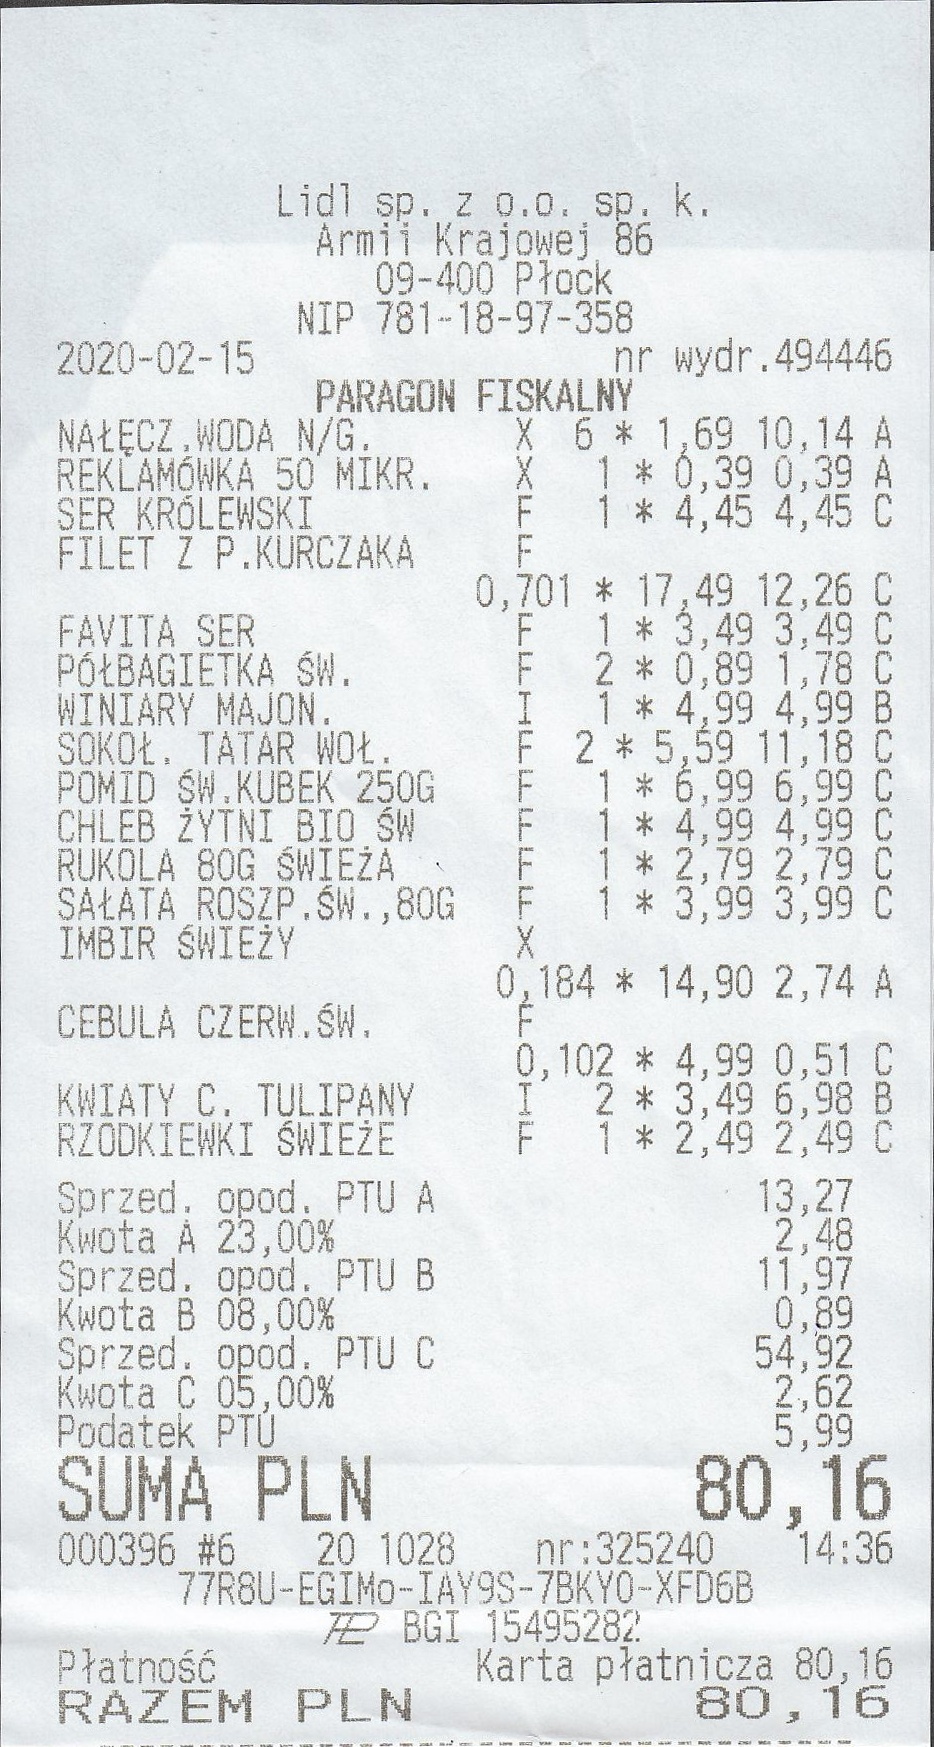 Lidl sp. z o.o. sp. k.
Armii Krajowej 86
09-400 Płock
NIP 781-18-97-358
2020-02-15 nr wydr.494446
PARAGON FISKALNY
NAŁĘCZ.WODA N/G. X 6 * 1,69 10,14 A
REKLAMÓWKA 50 MIKR. X 1 * 0,39 0,39 A
SER KRÓLEWSKI F 1 * 4,45 4,45 C
FILET Z P.KURCZAKA F
0,701 * 17,49 12,26 C
FAVITA SER F 1 * 3,49 3,49 C
PÓŁBAGIETKA ŚW. F 2 * 0,89 1,78 C
WINIARY MAJON. I 1 * 4,99 4,99 B
SOKOŁ. TATAR WOŁ. F 2 * 5,59 11,18 C
POMID ŚW.KUBEK 250G F 1 * 6,99 6,99 C
CHLEB ŻYTNI BIO ŚW F 1 * 4,99 4,99 C
RUKOLA 80G ŚWIEŻA F 1 * 2,79 2,79 C
SAŁATA ROSZP.ŚW.,80G F 1 * 3,99 3,99 C
IMBIR ŚWIEŻY X
0,184 * 14,90 2,74 A
CEBULA CZERW.ŚW. F
0,102 * 4,99 0,51 C
KWIATY C. TULIPANY I 2 * 3,49 6,98 B
RZODKIEWKI ŚWIEŻE F 1 * 2,49 2,49 C
Sprzed. opod. PTU A 13,27
Kwota A 23,00% 2,48
Sprzed. opod. PTU B 11,97
Kwota B 08,00% 0,89
Sprzed. opod. PTU C 54,92
Kwota C 05,00% 2,62
Podatek PTU 5,99
SUMA PLN 80,16
000396 #6 20 1028 nr:325240 14:36
77R8U-EGIMo-IAY9S-7BKYO-XFD6B
BGI 15495282
Płatność Karta płatnicza 80,16
RAZEM PLN 80,16